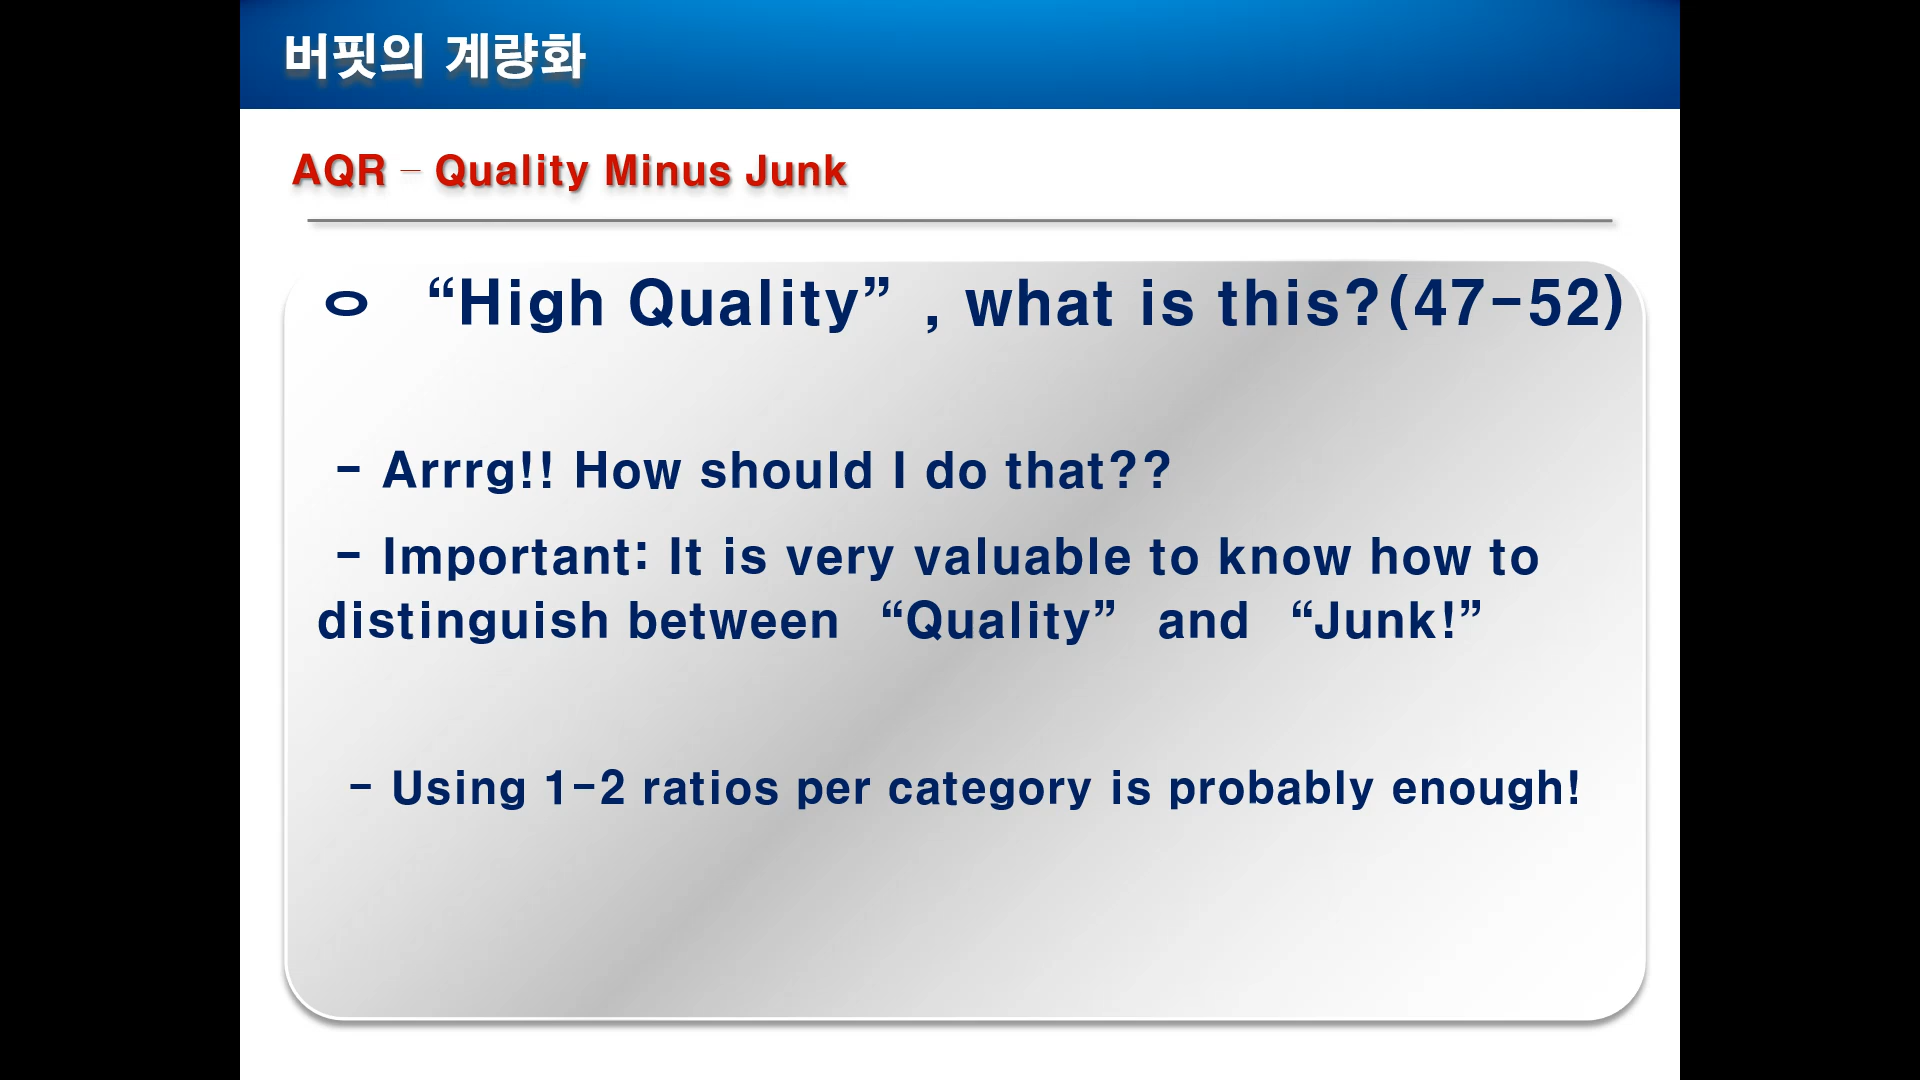 버핏의 계량화
AQR – Quality Minus Junk
ㅇ “High Quality” , what is this?(47-52)
- Arrrg!! How should I do that??
- Important: It is very valuable to know how to
distinguish between “Quality” and “Junk!”
- Using 1-2 ratios per category is probably enough!